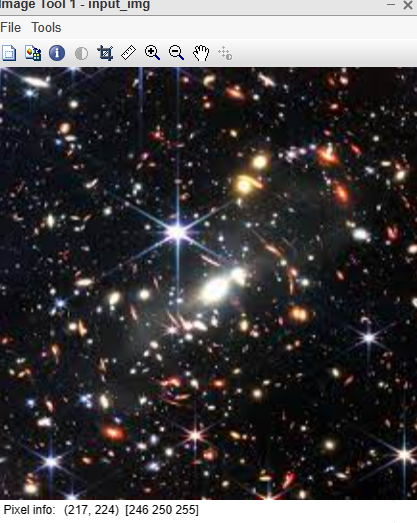 Image Tool 1 - input_img
File Tools
Pixel info: (217, 224) [246 250 255]